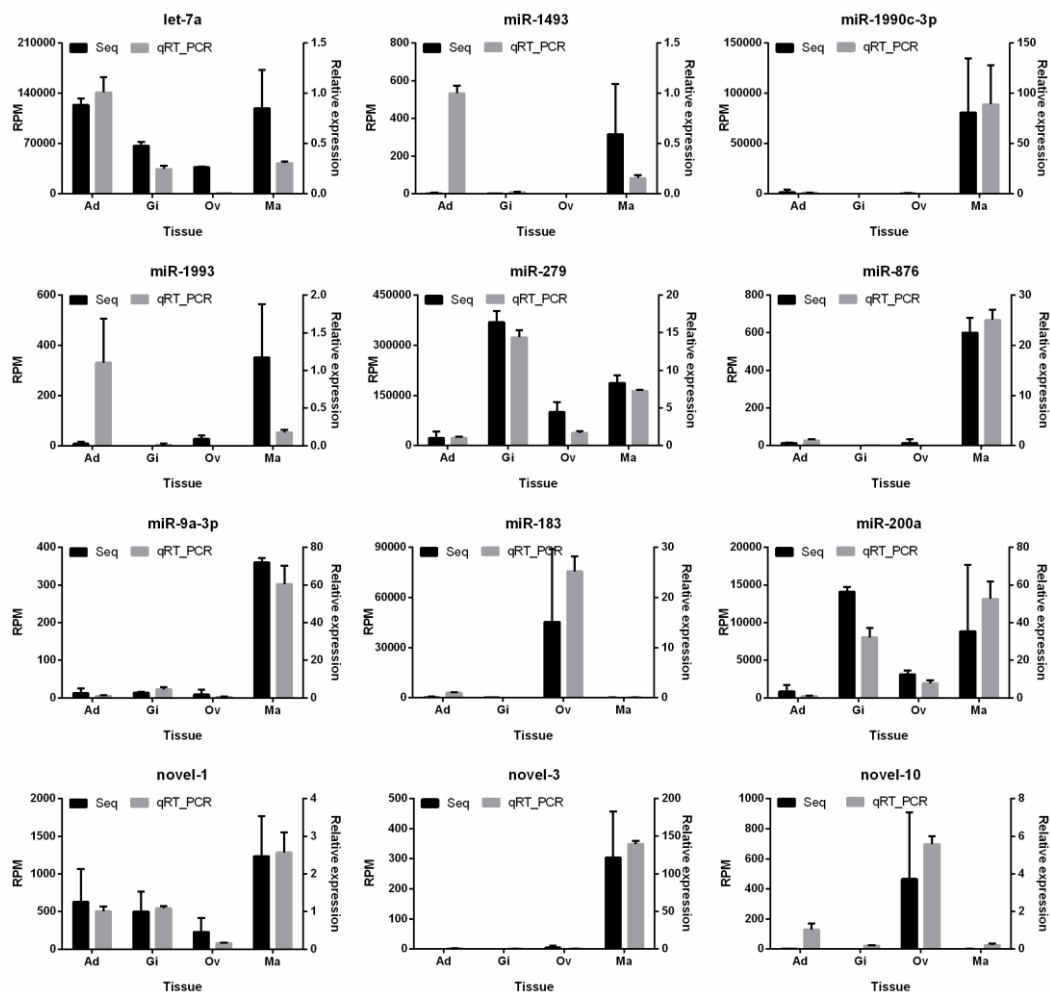 let-7a
Seq qRT_PCR
RPM
210000
140000
70000
0
1.5
1.0
0.5
0.0
Relative expression
Ad Gi Ov Ma
Tissue
miR-1493
Seq qRT_PCR
RPM
800
600
400
200
0
1.5
1.0
0.5
0.0
Relative expression
Ad Gi Ov Ma
Tissue
miR-1990c-3p
Seq qRT_PCR
RPM
150000
100000
50000
0
150
100
50
0
Relative expression
Ad Gi Ov Ma
Tissue
miR-1993
Seq qRT_PCR
RPM
600
400
200
0
2.0
1.5
1.0
0.5
0.0
Relative expression
Ad Gi Ov Ma
Tissue
miR-279
Seq qRT_PCR
RPM
450000
300000
150000
0
20
15
10
5
0
Relative expression
Ad Gi Ov Ma
Tissue
miR-876
Seq qRT_PCR
RPM
800
600
400
200
0
30
20
10
0
Relative expression
Ad Gi Ov Ma
Tissue
miR-9a-3p
Seq qRT_PCR
RPM
400
300
200
100
0
80
60
40
20
0
Relative expression
Ad Gi Ov Ma
Tissue
miR-183
Seq qRT_PCR
RPM
90000
60000
30000
0
30
20
10
0
Relative expression
Ad Gi Ov Ma
Tissue
miR-200a
Seq qRT_PCR
RPM
20000
15000
10000
5000
0
80
60
40
20
0
Relative expression
Ad Gi Ov Ma
Tissue
novel-1
Seq qRT_PCR
RPM
2000
1500
1000
500
0
4
3
2
1
0
Relative expression
Ad Gi Ov Ma
Tissue
novel-3
Seq qRT_PCR
RPM
500
400
300
200
100
0
200
150
100
50
0
Relative expression
Ad Gi Ov Ma
Tissue
novel-10
Seq qRT_PCR
RPM
1000
800
600
400
200
0
8
6
4
2
0
Relative expression
Ad Gi Ov Ma
Tissue